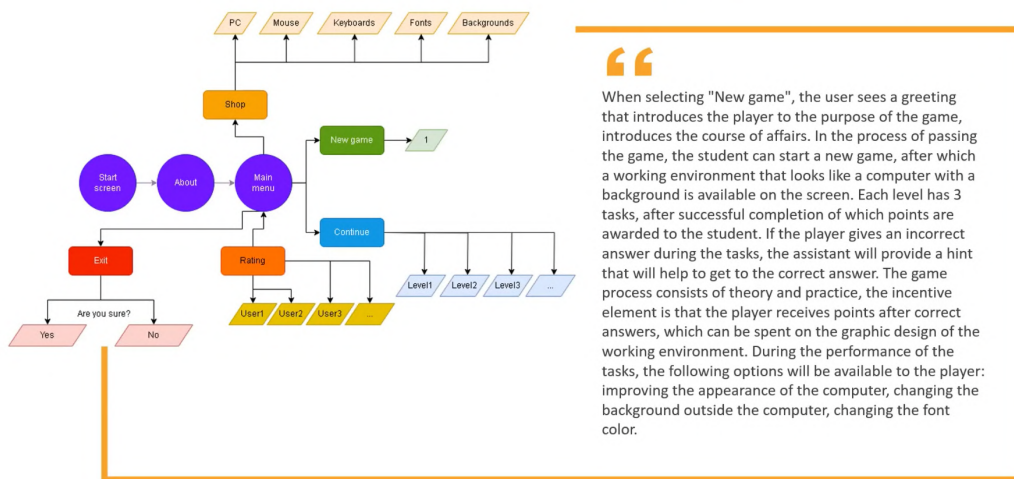 PC Mouse Keyboards Fonts Backgrounds
Shop
New game 1
Start
screen
About
Main
menu
Continue
Exit
Rating
Level1 Level2 Level3 ...
User1 User2 User3 ...
Are you sure?
Yes No
“
When selecting "New game", the user sees a greeting
that introduces the player to the purpose of the game,
introduces the course of affairs. In the process of passing
the game, the student can start a new game, after which
a working environment that looks like a computer with a
background is available on the screen. Each level has 3
tasks, after successful completion of which points are
awarded to the student. If the player gives an incorrect
answer during the tasks, the assistant will provide a hint
that will help to get to the correct answer. The game
process consists of theory and practice, the incentive
element is that the player receives points after correct
answers, which can be spent on the graphic design of the
working environment. During the performance of the
tasks, the following options will be available to the player:
improving the appearance of the computer, changing the
background outside the computer, changing the font
color.